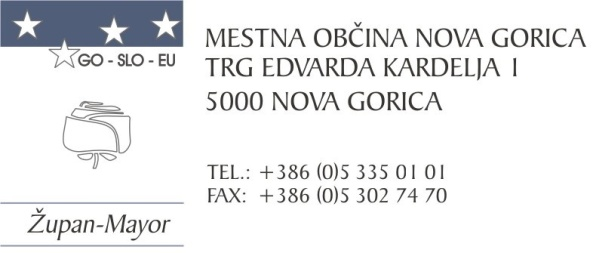 GO - SLO - EU
Župan-Mayor
MESTNA OBČINA NOVA GORICA
TRG EDVARDA KARDELJA 1
5000 NOVA GORICA
TEL.: +386 (0)5 335 01 01
FAX: +386 (0)5 302 74 70